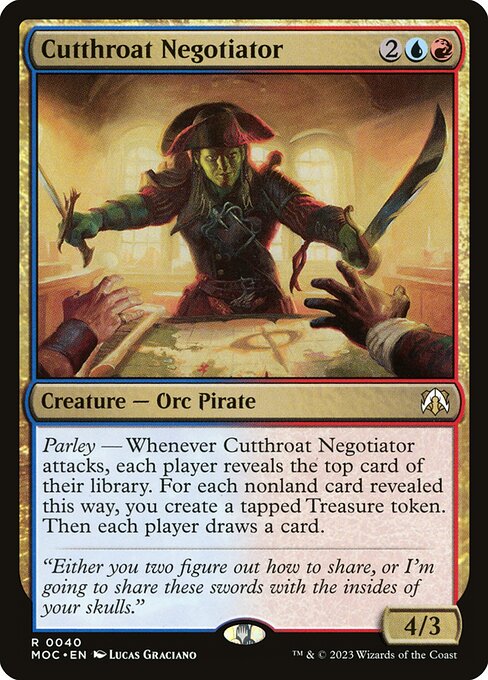 Cutthroat Negotiator 2
Creature — Orc Pirate
Parley — Whenever Cutthroat Negotiator
attacks, each player reveals the top card of
their library. For each nonland card revealed
this way, you create a tapped Treasure token.
Then each player draws a card.
“Either you two figure out how to share, or I’m
going to share these swords with the insides of
your skulls.”
4/3
R 0040
MOC • EN Lucas Graciano
™ & © 2023 Wizards of the Coast